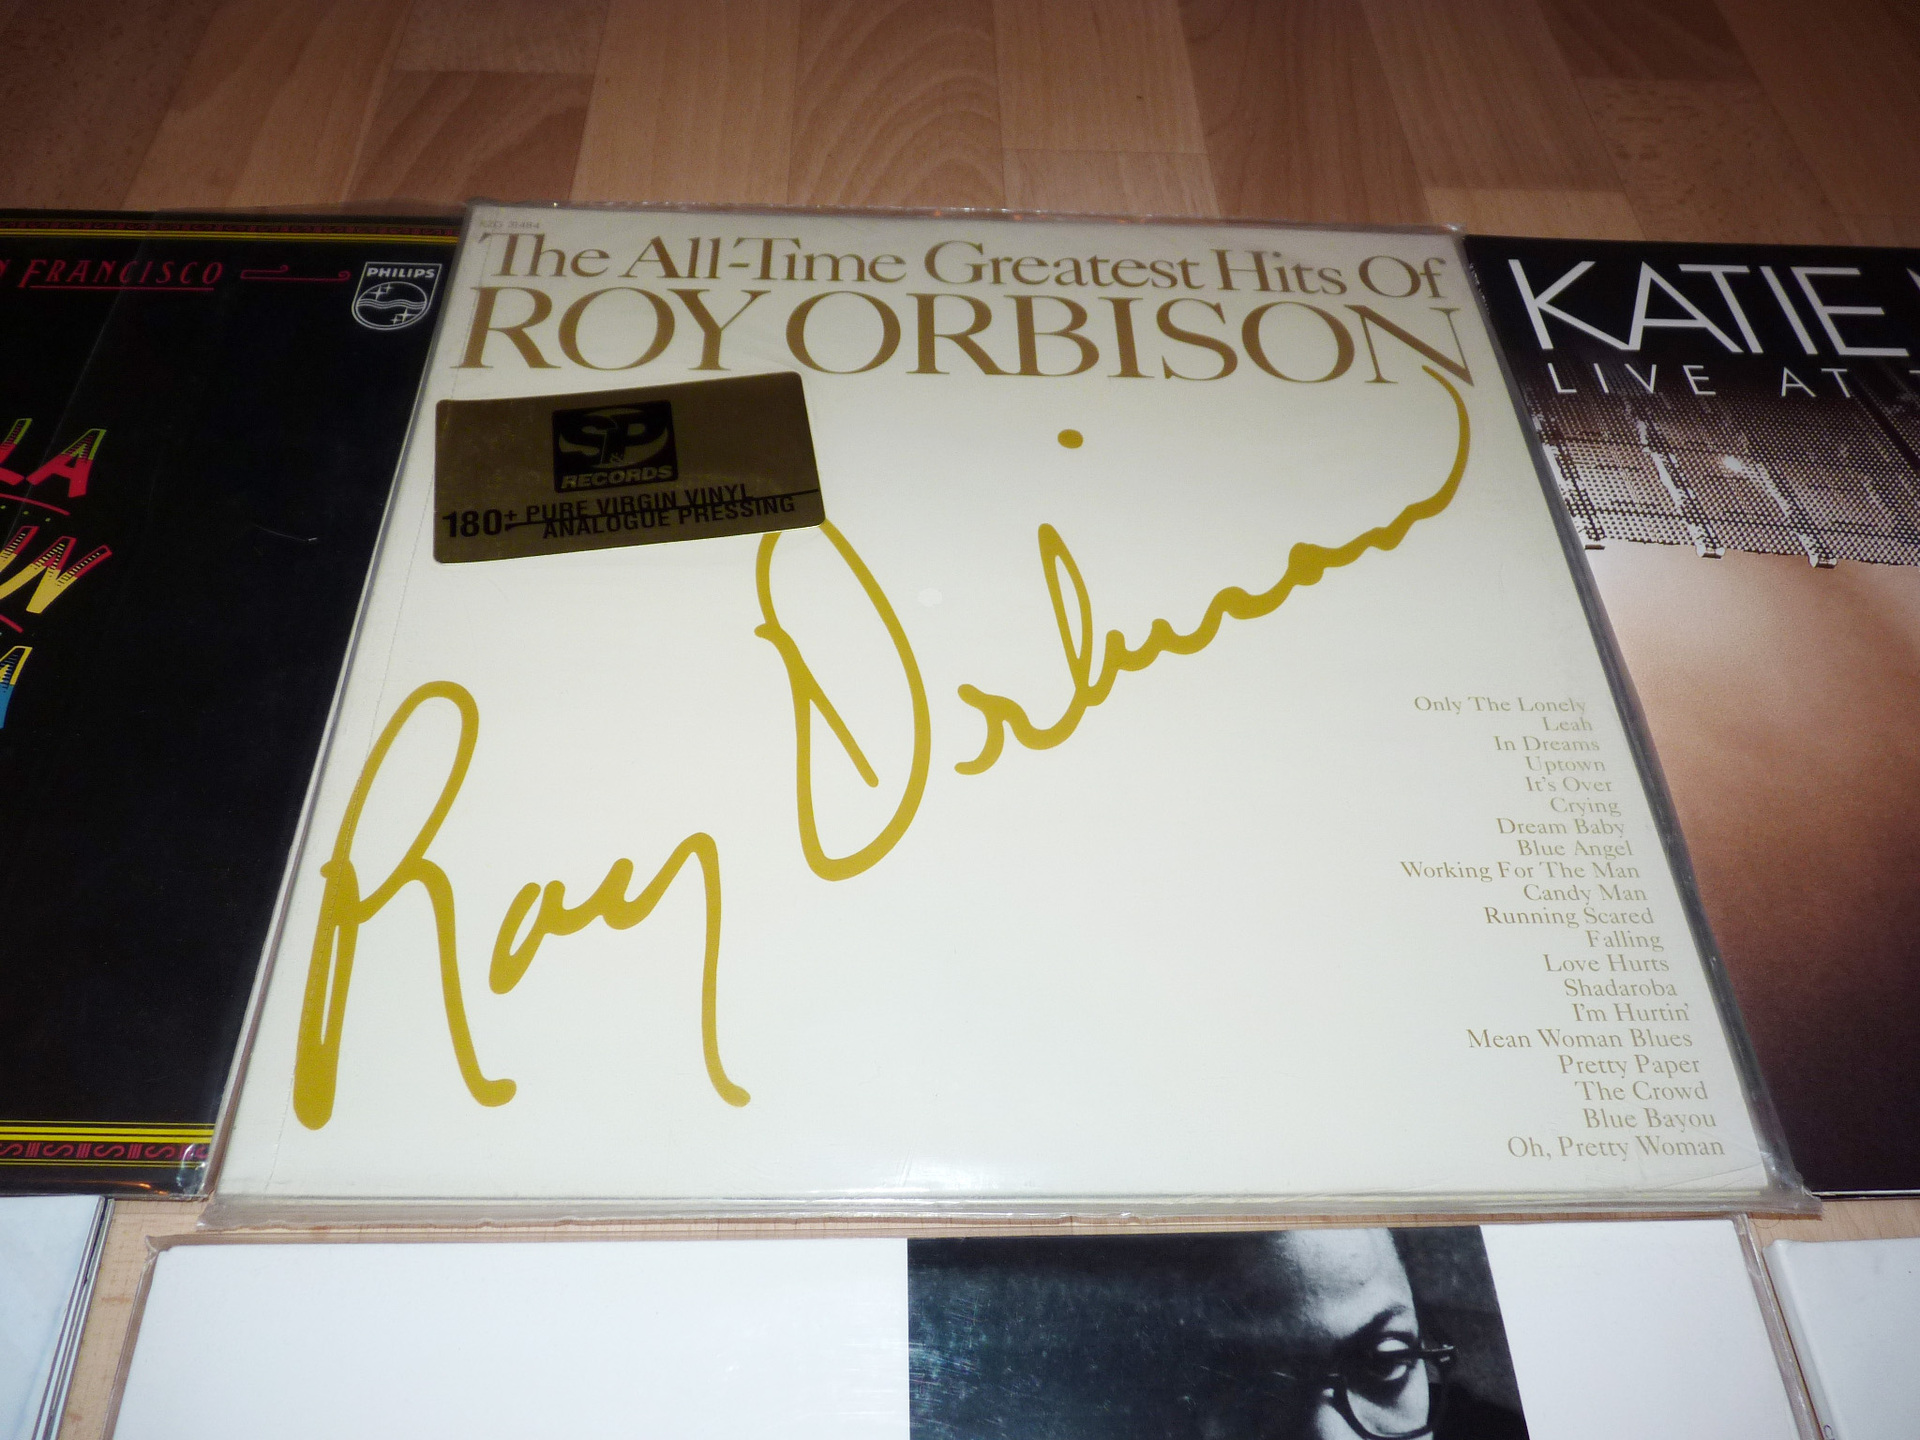 FRANCISCO
PHILIPS
LA
The All-Time Greatest Hits Of
ROY ORBISON
S&P
RECORDS
180+ PURE VIRGIN VINYL
ANALOGUE PRESSING
Roy Orbison
Only The Lonely
Leah
In Dreams
Uptown
It's Over
Crying
Dream Baby
Blue Angel
Working For The Man
Candy Man
Running Scared
Falling
Love Hurts
Shadaroba
I'm Hurtin'
Mean Woman Blues
Pretty Paper
The Crowd
Blue Bayou
Oh, Pretty Woman
KATIE
LIVE AT